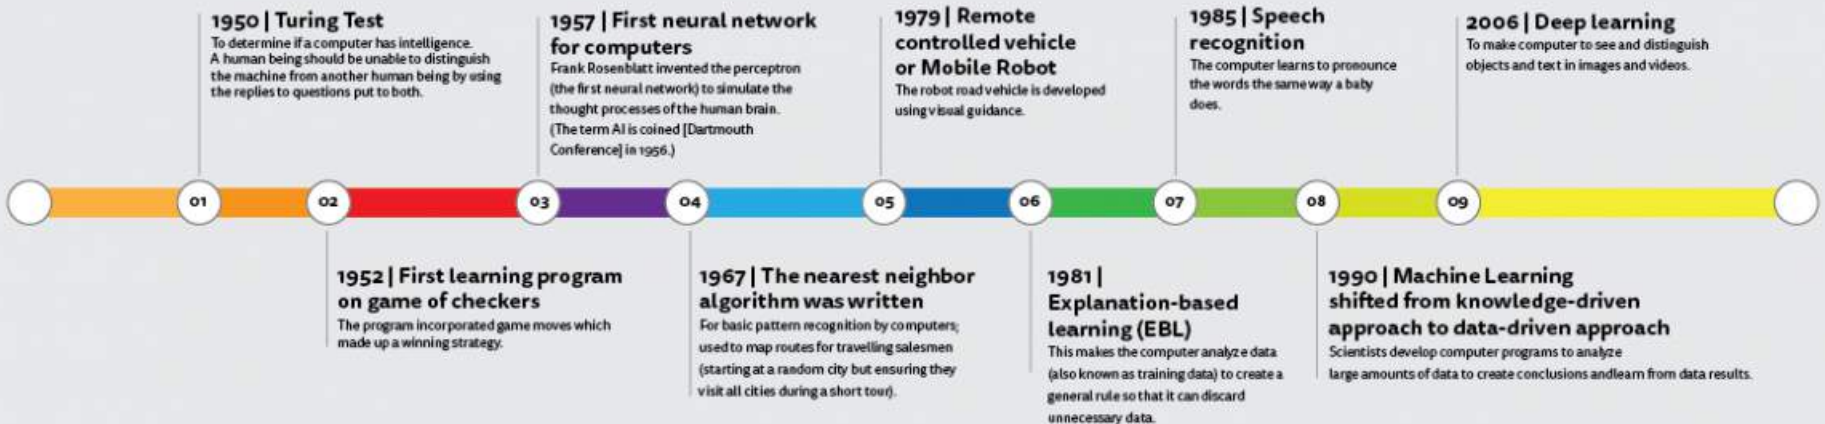 1950 | Turing Test
To determine if a computer has intelligence.
A human being should be unable to distinguish
the machine from another human being by using
the replies to questions put to both.
1957 | First neural network
for computers
Frank Rosenblatt invented the perceptron
(the first neural network) to simulate the
thought processes of the human brain.
(The term AI is coined [Dartmouth
Conference] in 1956.)
1979 | Remote
controlled vehicle
or Mobile Robot
The robot road vehicle is developed
using visual guidance.
1985 | Speech
recognition
The computer learns to pronounce
the words the same way a baby
does.
2006 | Deep learning
To make computer to see and distinguish
objects and text in images and videos.
01
02
03
04
05
06
07
08
09
1952 | First learning program
on game of checkers
The program incorporated game moves which
made up a winning strategy.
1967 | The nearest neighbor
algorithm was written
For basic pattern recognition by computers;
used to map routes for travelling salesmen
(starting at a random city but ensuring they
visit all cities during a short tour).
1981 |
Explanation-based
learning (EBL)
This makes the computer analyze data
(also known as training data) to create a
general rule so that it can discard
unnecessary data.
1990 | Machine Learning
shifted from knowledge-driven
approach to data-driven approach
Scientists develop computer programs to analyze
large amounts of data to create conclusions andlearn from data results.